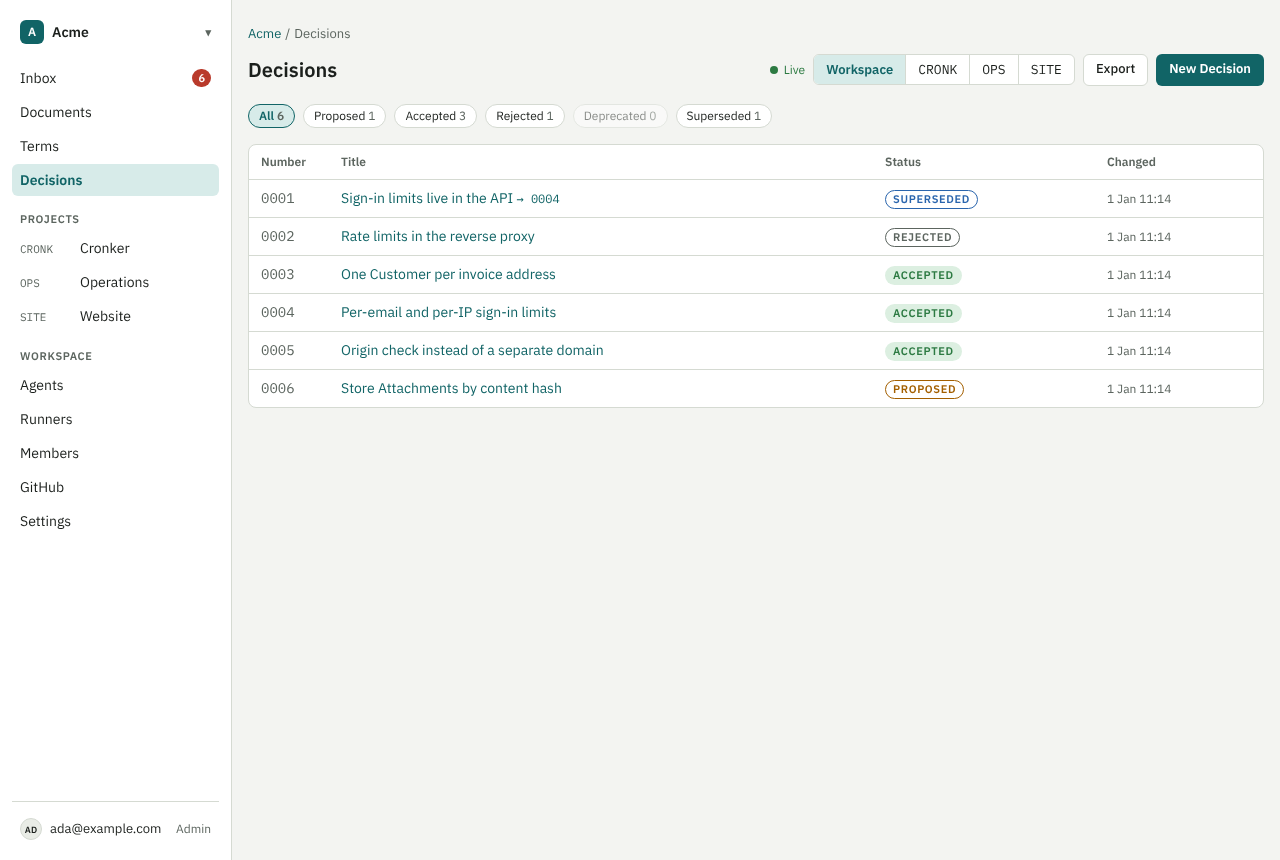 A Acme ▾
Inbox 6
Documents
Terms
Decisions
PROJECTS
CRONK Cronker
OPS Operations
SITE Website
WORKSPACE
Agents
Runners
Members
GitHub
Settings
AD ada@example.com Admin
Acme / Decisions
Decisions
Live Workspace CRONK OPS SITE Export New Decision
All 6 Proposed 1 Accepted 3 Rejected 1 Deprecated 0 Superseded 1
Number Title Status Changed
0001 Sign-in limits live in the API → 0004 SUPERSEDED 1 Jan 11:14
0002 Rate limits in the reverse proxy REJECTED 1 Jan 11:14
0003 One Customer per invoice address ACCEPTED 1 Jan 11:14
0004 Per-email and per-IP sign-in limits ACCEPTED 1 Jan 11:14
0005 Origin check instead of a separate domain ACCEPTED 1 Jan 11:14
0006 Store Attachments by content hash PROPOSED 1 Jan 11:14